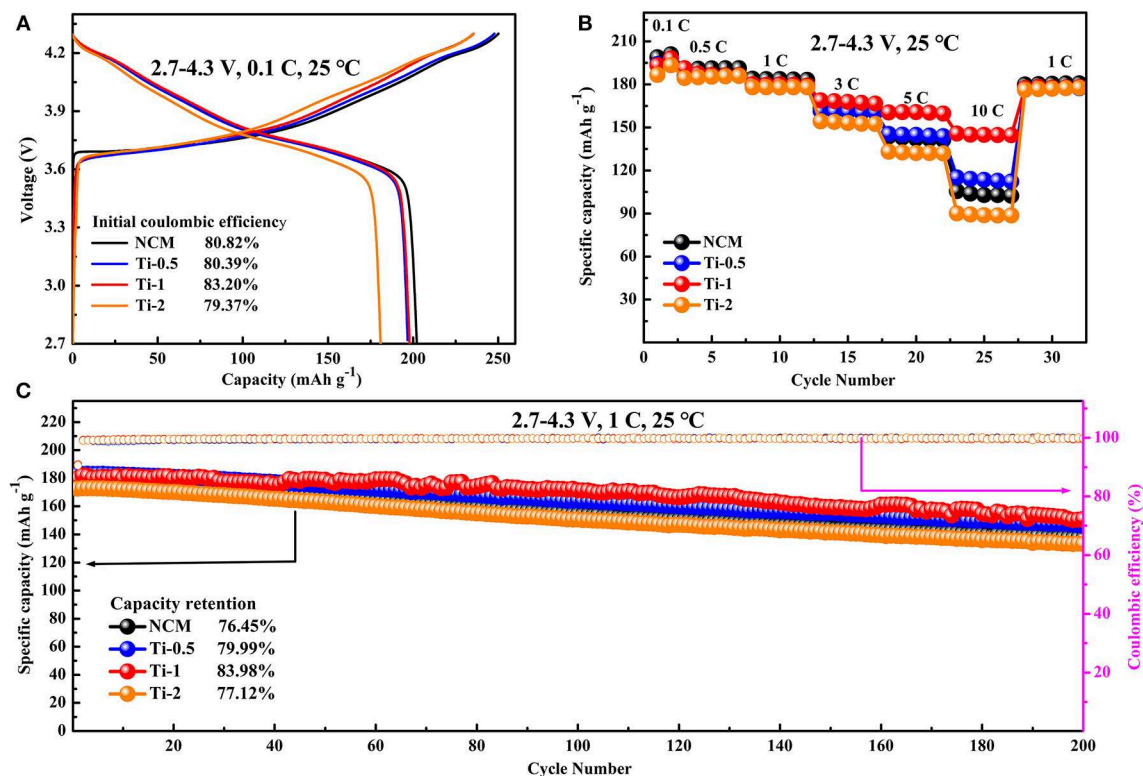 A
2.7-4.3 V, 0.1 C, 25 °C
4.2
3.9
3.6
3.3
3.0
2.7
Voltage (V)
Initial coulombic efficiency
NCM 80.82%
Ti-0.5 80.39%
Ti-1 83.20%
Ti-2 79.37%
0 50 100 150 200 250
Capacity (mAh g-1)
B
2.7-4.3 V, 25 °C
0.1 C
0.5 C
1 C
3 C
5 C
10 C
1 C
210
180
150
120
90
60
30
Specific capacity (mAh g-1)
NCM
Ti-0.5
Ti-1
Ti-2
0 5 10 15 20 25 30
Cycle Number
C
2.7-4.3 V, 1 C, 25 °C
220
200
180
160
140
120
100
80
60
40
20
0
Specific capacity (mAh g-1)
Capacity retention
NCM 76.45%
Ti-0.5 79.99%
Ti-1 83.98%
Ti-2 77.12%
100
80
60
40
20
Coulombic efficiency (%)
20 40 60 80 100 120 140 160 180 200
Cycle Number